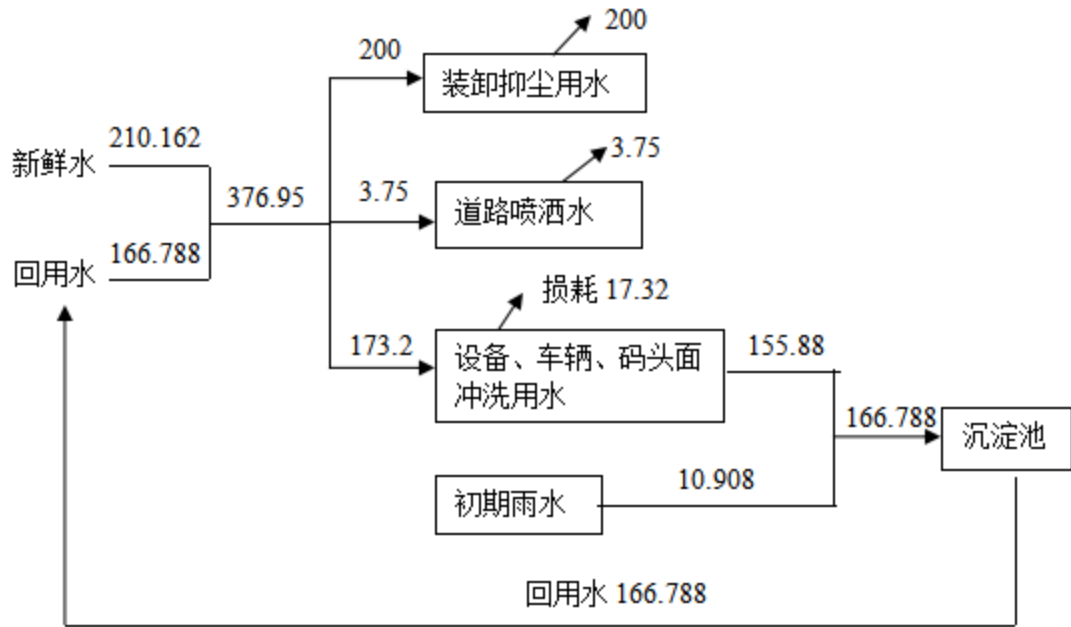 200
200
装卸抑尘用水
210.162
新鲜水
3.75
376.95
3.75
道路喷洒水
166.788
回用水
损耗 17.32
173.2
设备、车辆、码头面
冲洗用水
155.88
166.788
沉淀池
10.908
初期雨水
回用水 166.788